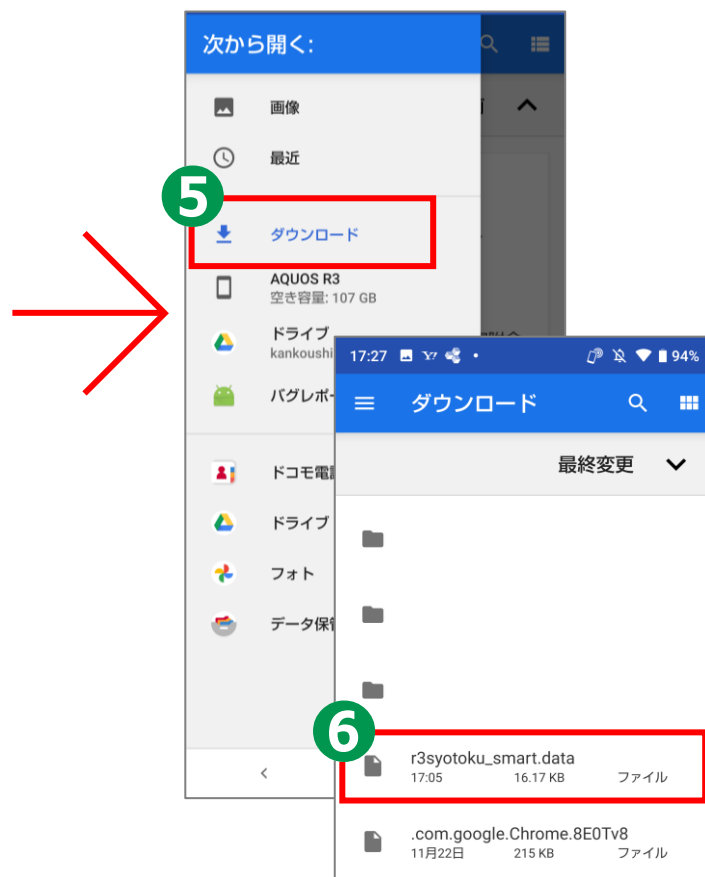 次から開く:
画像
最近
5
ダウンロード
AQUOS R3
空き容量: 107 GB
ドライブ
kankoushi
バグレポー
ドコモ電
ドライブ
フォト
データ保
17:27 94%
ダウンロード
最終変更
6
r3syotoku_smart.data
17:05 16.17 KB ファイル
.com.google.Chrome.8E0Tv8
11月22日 215 KB ファイル